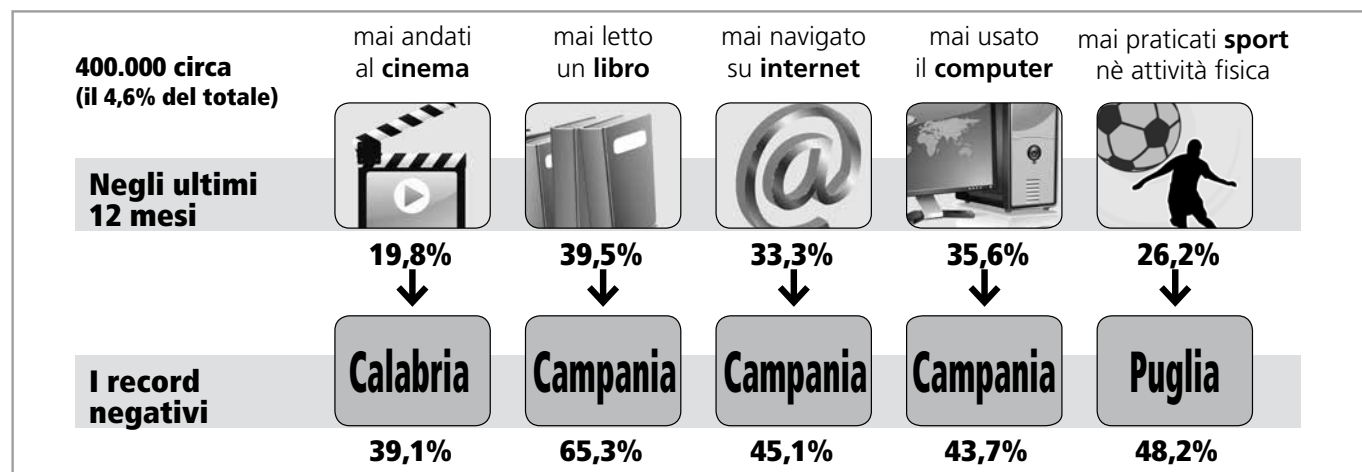 400.000 circa
(il 4,6% del totale)
mai andati
al cinema
mai letto
un libro
mai navigato
su internet
mai usato
il computer
mai praticati sport
nè attività fisica
Negli ultimi
12 mesi
19,8%
39,5%
33,3%
35,6%
26,2%
I record
negativi
Calabria
Campania
Campania
Campania
Puglia
39,1%
65,3%
45,1%
43,7%
48,2%